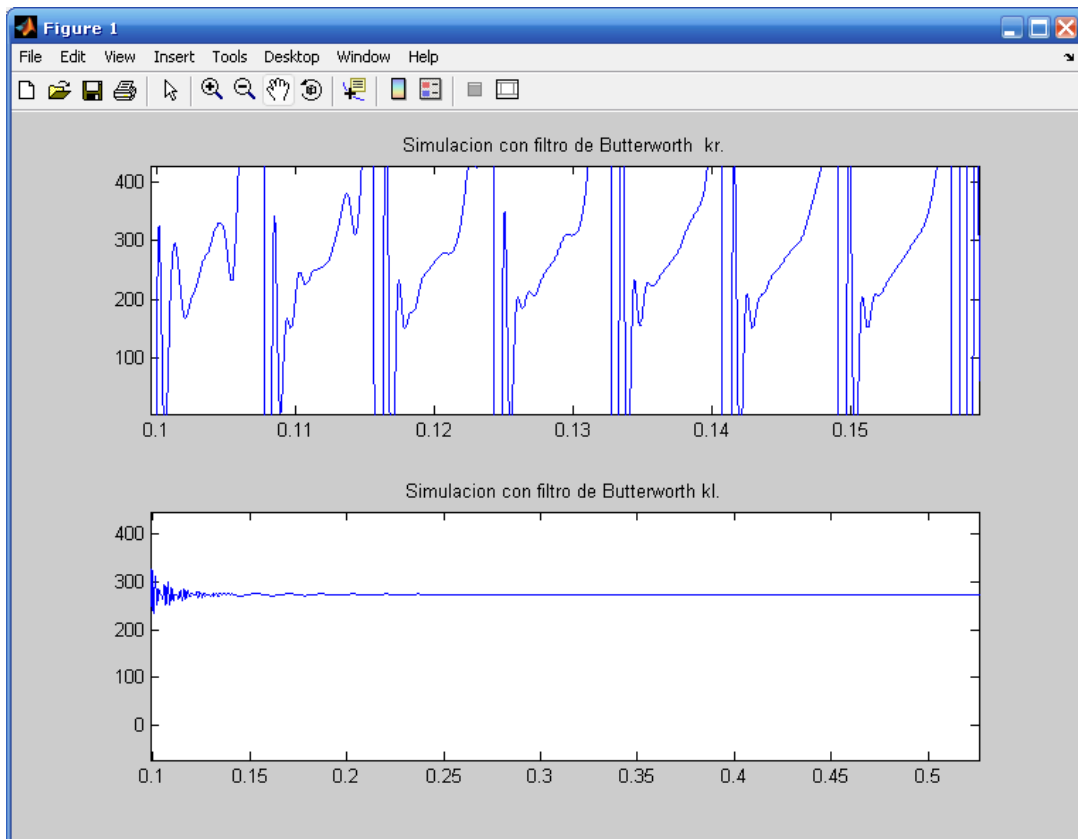 Figure 1
File Edit View Insert Tools Desktop Window Help
Simulacion con filtro de Butterworth  kr.
400
300
200
100
0.1 0.11 0.12 0.13 0.14 0.15
Simulacion con filtro de Butterworth kl.
400
300
200
100
0
0.1 0.15 0.2 0.25 0.3 0.35 0.4 0.45 0.5